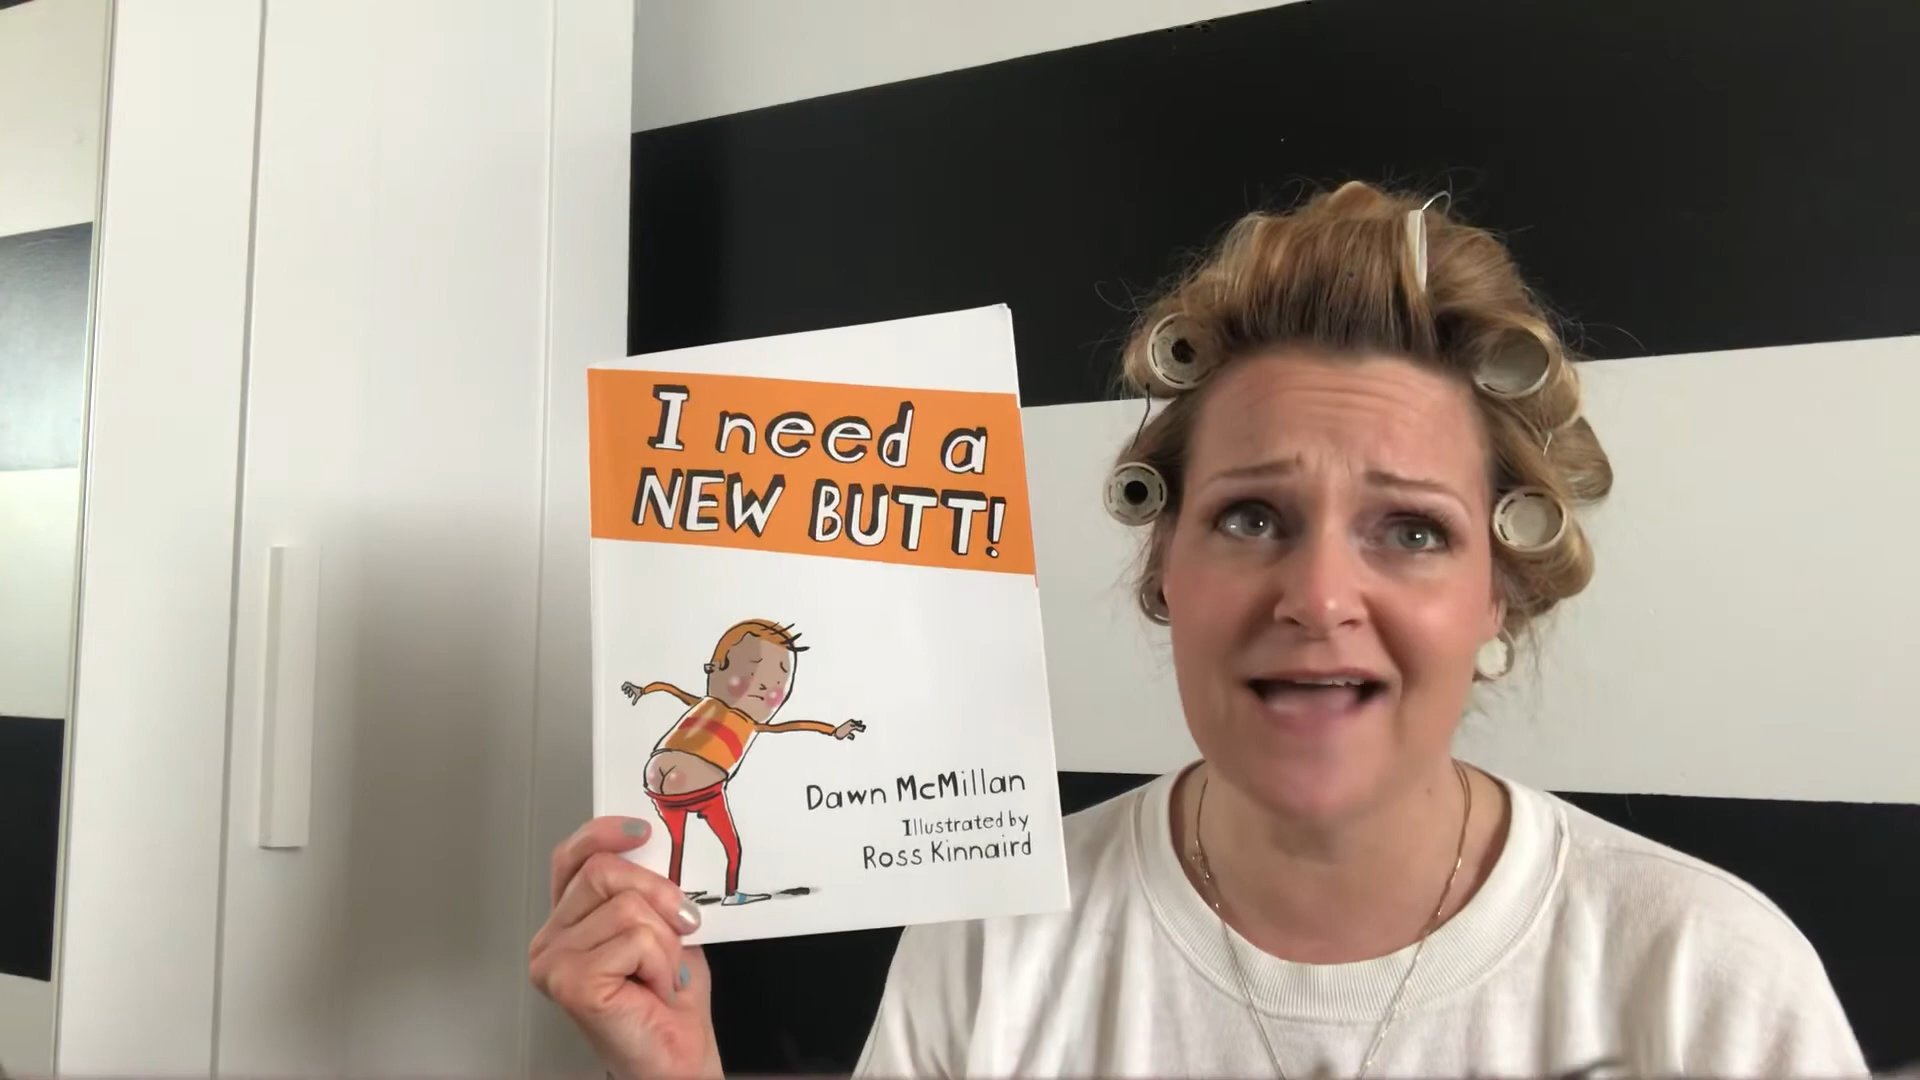 I need a
NEW BUTT!
Dawn McMillan
Illustrated by
Ross Kinnaird